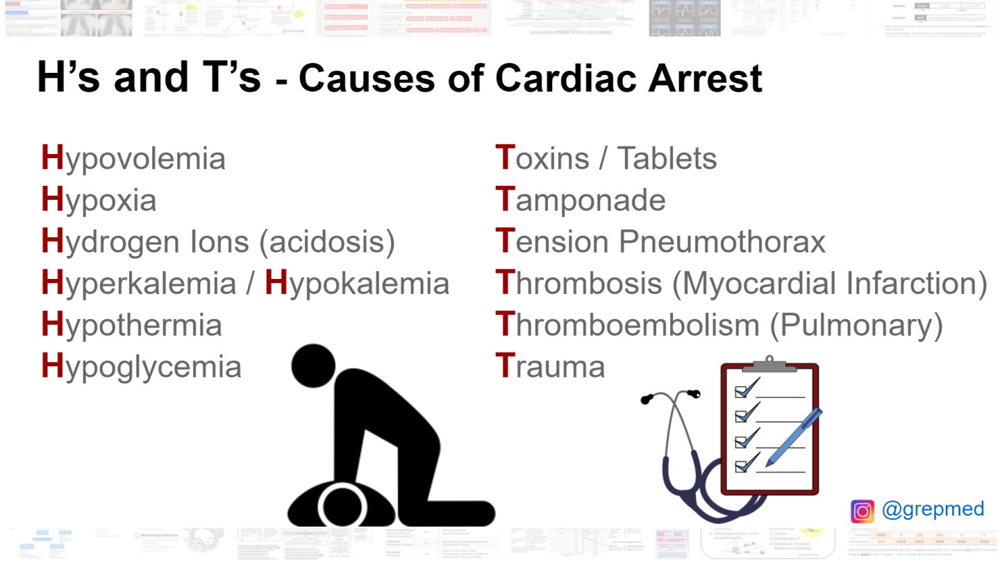 H’s and T’s - Causes of Cardiac Arrest
Hypovolemia
Hypoxia
Hydrogen Ions (acidosis)
Hyperkalemia / Hypokalemia
Hypothermia
Hypoglycemia
Toxins / Tablets
Tamponade
Tension Pneumothorax
Thrombosis (Myocardial Infarction)
Thromboembolism (Pulmonary)
Trauma
@grepmed